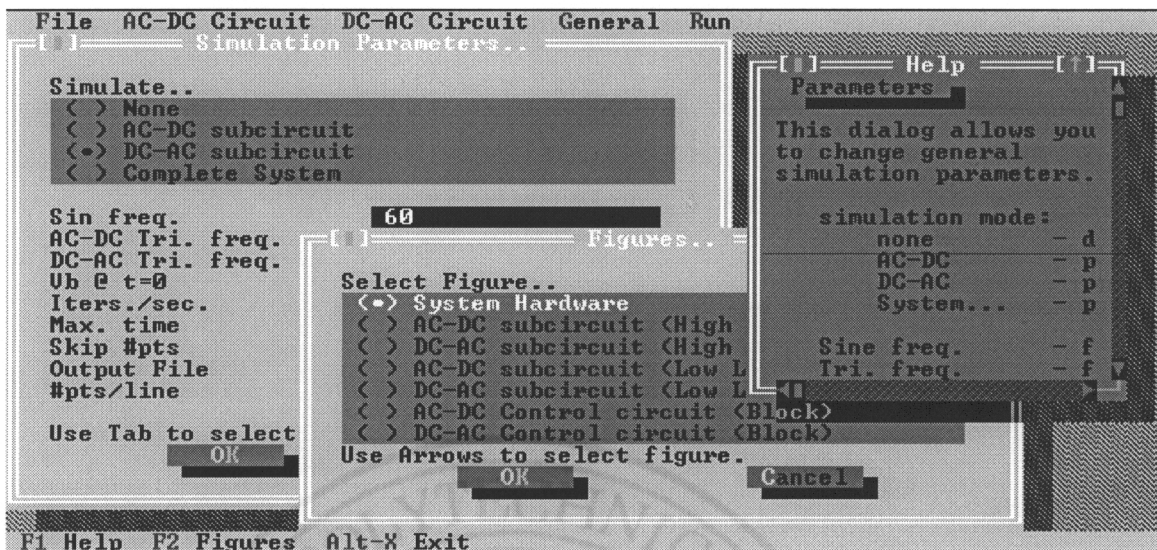 File AC-DC Circuit DC-AC Circuit General Run
Simulation Parameters..
Simulate..
( ) None
( ) AC-DC subcircuit
(•) DC-AC subcircuit
( ) Complete System
Sin freq. 60
AC-DC Tri. freq.
DC-AC Tri. freq.
Vb @ t=0
Iters./sec.
Max. time
Skip #pts
Output File
#pts/line
Use Tab to select
OK
Figures..
Select Figure..
(•) System Hardware
( ) AC-DC subcircuit (High
( ) DC-AC subcircuit (High
( ) AC-DC subcircuit (Low L
( ) DC-AC subcircuit (Low L
( ) AC-DC Control circuit (Block)
( ) DC-AC Control circuit (Block)
Use Arrows to select figure.
OK Cancel
Help
Parameters
This dialog allows you
to change general
simulation parameters.
simulation mode:
none - d
AC-DC - p
DC-AC - p
System... - p
Sine freq. - f
Tri. freq. - f
F1 Help F2 Figures Alt-X Exit